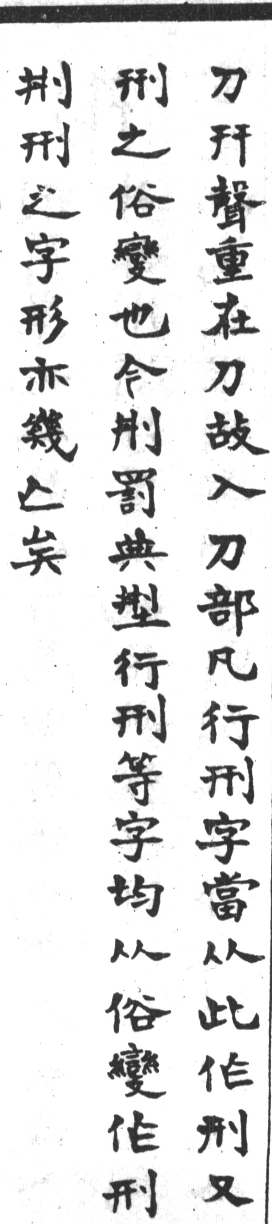 刀幵聲重在刀故入刀部凡行刑字當从此作刑又
刑之俗變也今㓝罰典型行刑等字均从俗變作刑
㓝刑之字形亦幾亡矣